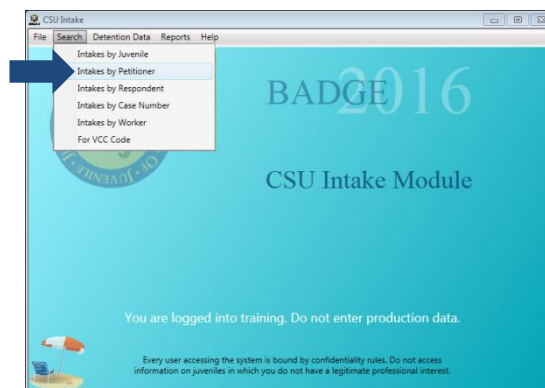 CSU Intake
File Search Detention Data Reports Help
Intakes by Juvenile
Intakes by Petitioner
Intakes by Respondent
Intakes by Case Number
Intakes by Worker
For VCC Code
BADGE 2016
OF JUVENILE
CSU Intake Module
You are logged into training. Do not enter production data.
Every user accessing the system is bound by confidentiality rules. Do not access
information on juveniles in which you do not have a legitimate professional interest.